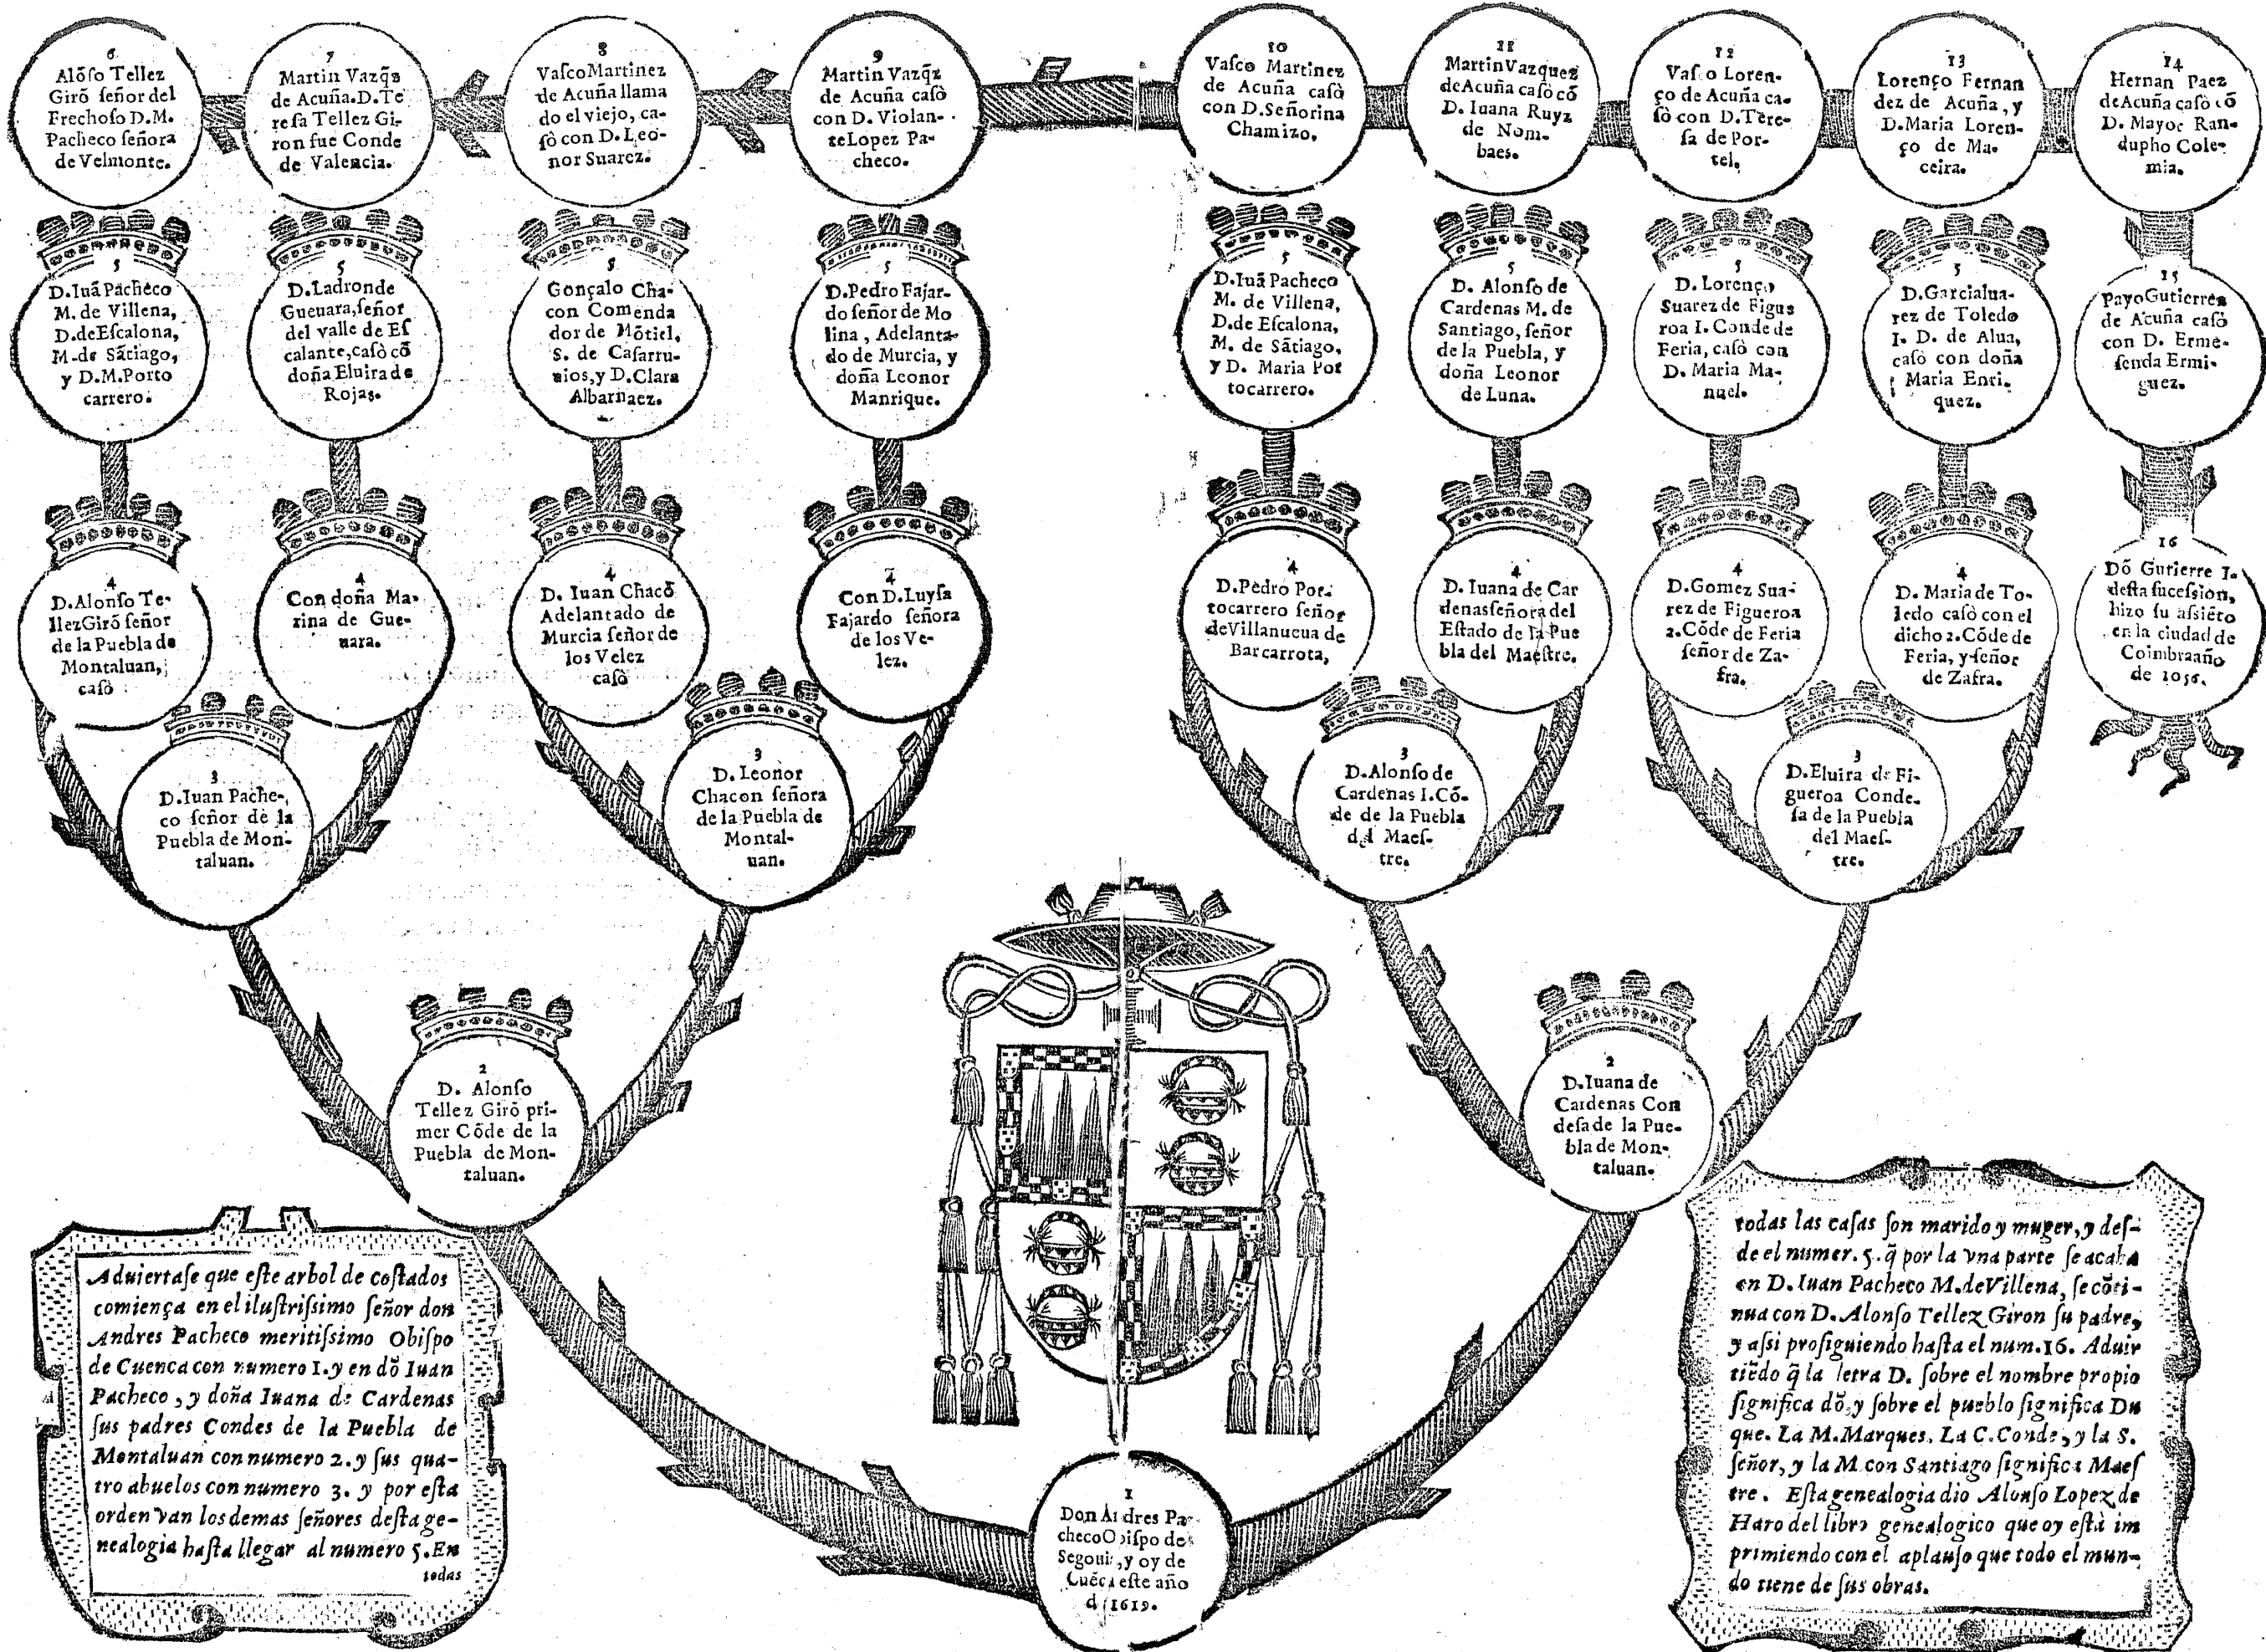 6
Alõſo Tellez
Girõ ſeñor del
Frechoſo D.M.
Pacheco ſeñora
de Velmonte.
7
Martin Vazq̃z
de Acuña. D. Te
reſa Tellez Gi-
ron fue Conde
de Valencia.
8
Vaſco Martinez
de Acuña llama
do el viejo, ca-
sò con D. Leo-
nor Suarez.
9
Martin Vazq̃z
de Acuña caſò
con D. Violan-
te Lopez Pa-
checo.
10
Vaſco Martinez
de Acuña caſò
con D. Señorina
Chamizo.
11
Martin Vazquez
de Acuña caſò cõ
D. Iuana Ruyz
de Nom-
baes.
12
Vaſco Loren-
ço de Acuña ca-
sò con D. Tere-
ſa de Por-
tel.
13
Lorenço Fernan
dez de Acuña, y
D. Maria Loren-
ço de Ma-
ceira.
14
Hernan Paez
de Acuña caſò cõ
D. Mayor Ran-
dupho Cole-
mia.
5
D. Iuã Pacheco
M. de Villena,
D. de Eſcalona,
M. de Sãtiago,
y D. M. Porto
carrero.
5
D. Ladron de
Gueuara, ſeñor
del valle de Eſ
calante, caſò cõ
doña Eluira de
Rojas.
5
Gonçalo Cha-
con Comenda
dor de Mõtiel,
S. de Caſarru-
uios, y D. Clara
Albarnaez.
5
D. Pedro Fajar-
do ſeñor de Mo
lina, Adelanta-
do de Murcia, y
doña Leonor
Manrique.
5
D. Iuã Pacheco
M. de Villena,
D. de Eſcalona,
M. de Sãtiago,
y D. Maria Por
tocarrero.
5
D. Alonſo de
Cardenas M. de
Santiago, ſeñor
de la Puebla, y
doña Leonor
de Luna.
5
D. Lorenço
Suarez de Figue
roa I. Conde de
Feria, caſò con
D. Maria Ma-
nuel.
5
D. Garcialua-
rez de Toledo
I. D. de Alua,
caſò con doña
Maria Enri-
quez.
15
Payo Gutierrez
de Acuña caſò
con D. Erme-
ſenda Ermi-
guez.
4
D. Alonſo Te-
llez Girõ ſeñor
de la Puebla de
Montaluan,
caſò
4
Con doña Ma-
rina de Gue-
uara.
4
D. Iuan Chacõ
Adelantado de
Murcia ſeñor de
los Velez
caſò
4
Con D. Luyſa
Fajardo ſeñora
de los Ve-
lez.
4
D. Pedro Por-
tocarrero ſeñor
de Villanueua de
Barcarrota,
4
D. Iuana de Car
denas ſeñora del
Eſtado de la Pue
bla del Maeſtre.
4
D. Gomez Sua-
rez de Figueroa
2. Cõde de Feria
ſeñor de Za-
fra.
4
D. Maria de To-
ledo caſò con el
dicho 2. Cõde de
Feria, y ſeñor
de Zafra.
16
Dõ Gutierre I.
deſta ſuceſsion,
hizo ſu aſsiẽto
en la ciudad de
Coimbra año
de 1056.
3
D. Iuan Pache-
co ſeñor de la
Puebla de Mon-
taluan.
3
D. Leonor
Chacon ſeñora
de la Puebla de
Montal-
uan.
3
D. Alonſo de
Cardenas I. Cõ-
de de la Puebla
del Maeſ-
tre.
3
D. Eluira de Fi-
gueroa Conde-
ſa de la Puebla
del Maeſ-
tre.
2
D. Alonſo
Tellez Girõ pri-
mer Cõde de la
Puebla de Mon-
taluan.
2
D. Iuana de
Cardenas Con
deſa de la Pue-
bla de Mon-
taluan.
Aduiertaſe que eſte arbol de coſtados
comiença en el iluſtriſsimo ſeñor don
Andres Pacheco meritiſsimo Obiſpo
de Cuenca con numero I. y en dõ Iuan
Pacheco, y doña Iuana de Cardenas
ſus padres Condes de la Puebla de
Montaluan con numero 2. y ſus qua-
tro abuelos con numero 3. y por eſta
orden van los demas ſeñores deſta ge-
nealogia haſta llegar al numero 5. En
todas
1
Don Andres Pa-
checo Obiſpo de
Segouia, y oy de
Cuẽca eſte año
de 1619.
todas las caſas ſon marido y muger, y deſ-
de el numer. 5. q̃ por la vna parte ſe acaba
en D. Iuan Pacheco M. de Villena, ſe cõti-
nua con D. Alonſo Tellez Giron ſu padre,
y aſsi proſiguiendo haſta el num. 16. Aduir
tiẽdo q̃ la letra D. ſobre el nombre propio
ſignifica dõ, y ſobre el pueblo ſignifica Du
que. La M. Marques. La C. Conde, y la S.
ſeñor, y la M. con Santiago ſignifica Maeſ
tre. Eſta genealogia dio Alonſo Lopez de
Haro del libro genealogico que oy eſtà im
primiendo con el aplauſo que todo el mun-
do tiene de ſus obras.